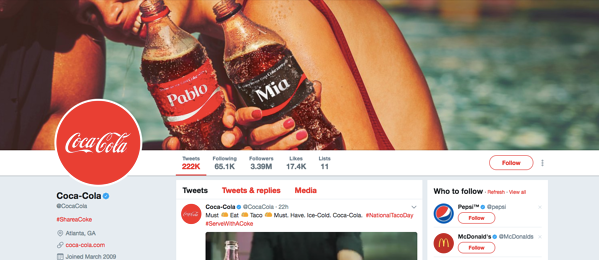 Pablo
Mia
Coca-Cola
Tweets Following Followers Likes Lists
222K 65.1K 3.39M 17.4K 11
Follow
Coca-Cola
@CocaCola
#ShareaCoke
Atlanta, GA
coca-cola.com
Joined March 2009
Tweets Tweets & replies Media
Coca-Cola @CocaCola · 22h
Must 🌮 Eat 🌮 Taco 🌮 Must. Have. Ice-Cold. Coca-Cola. #NationalTacoDay
#ServeWithACoke
Who to follow · Refresh · View all
Pepsi™ @pepsi
Follow
McDonald's @McDonalds
Follow